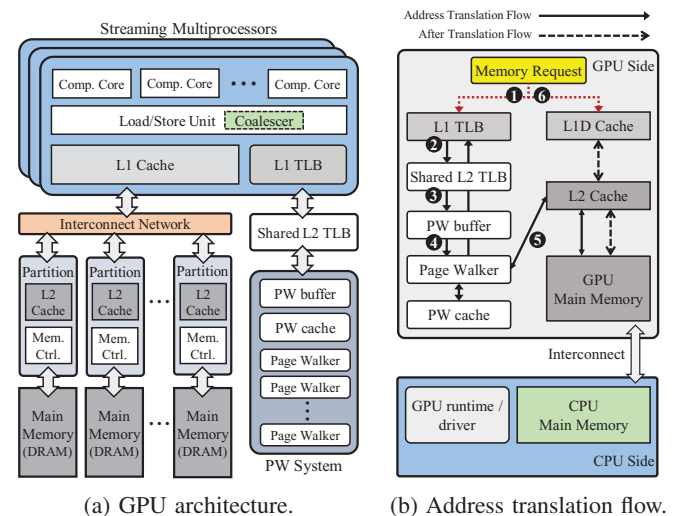 Streaming Multiprocessors
Comp. Core Comp. Core Comp. Core
Load/Store Unit Coalescer
L1 Cache L1 TLB
Interconnect Network
Shared L2 TLB
Partition Partition Partition
L2 Cache L2 Cache L2 Cache
Mem. Ctrl. Mem. Ctrl. Mem. Ctrl.
Main Memory (DRAM) Main Memory (DRAM) Main Memory (DRAM)
PW buffer
PW cache
Page Walker
Page Walker
Page Walker
PW System
(a) GPU architecture.
Address Translation Flow
After Translation Flow
GPU Side
Memory Request
1 6
L1 TLB L1D Cache
2
Shared L2 TLB
L2 Cache
3
PW buffer
4 5
Page Walker
GPU
Main Memory
PW cache
Interconnect
GPU runtime /
driver
CPU
Main Memory
CPU Side
(b) Address translation flow.